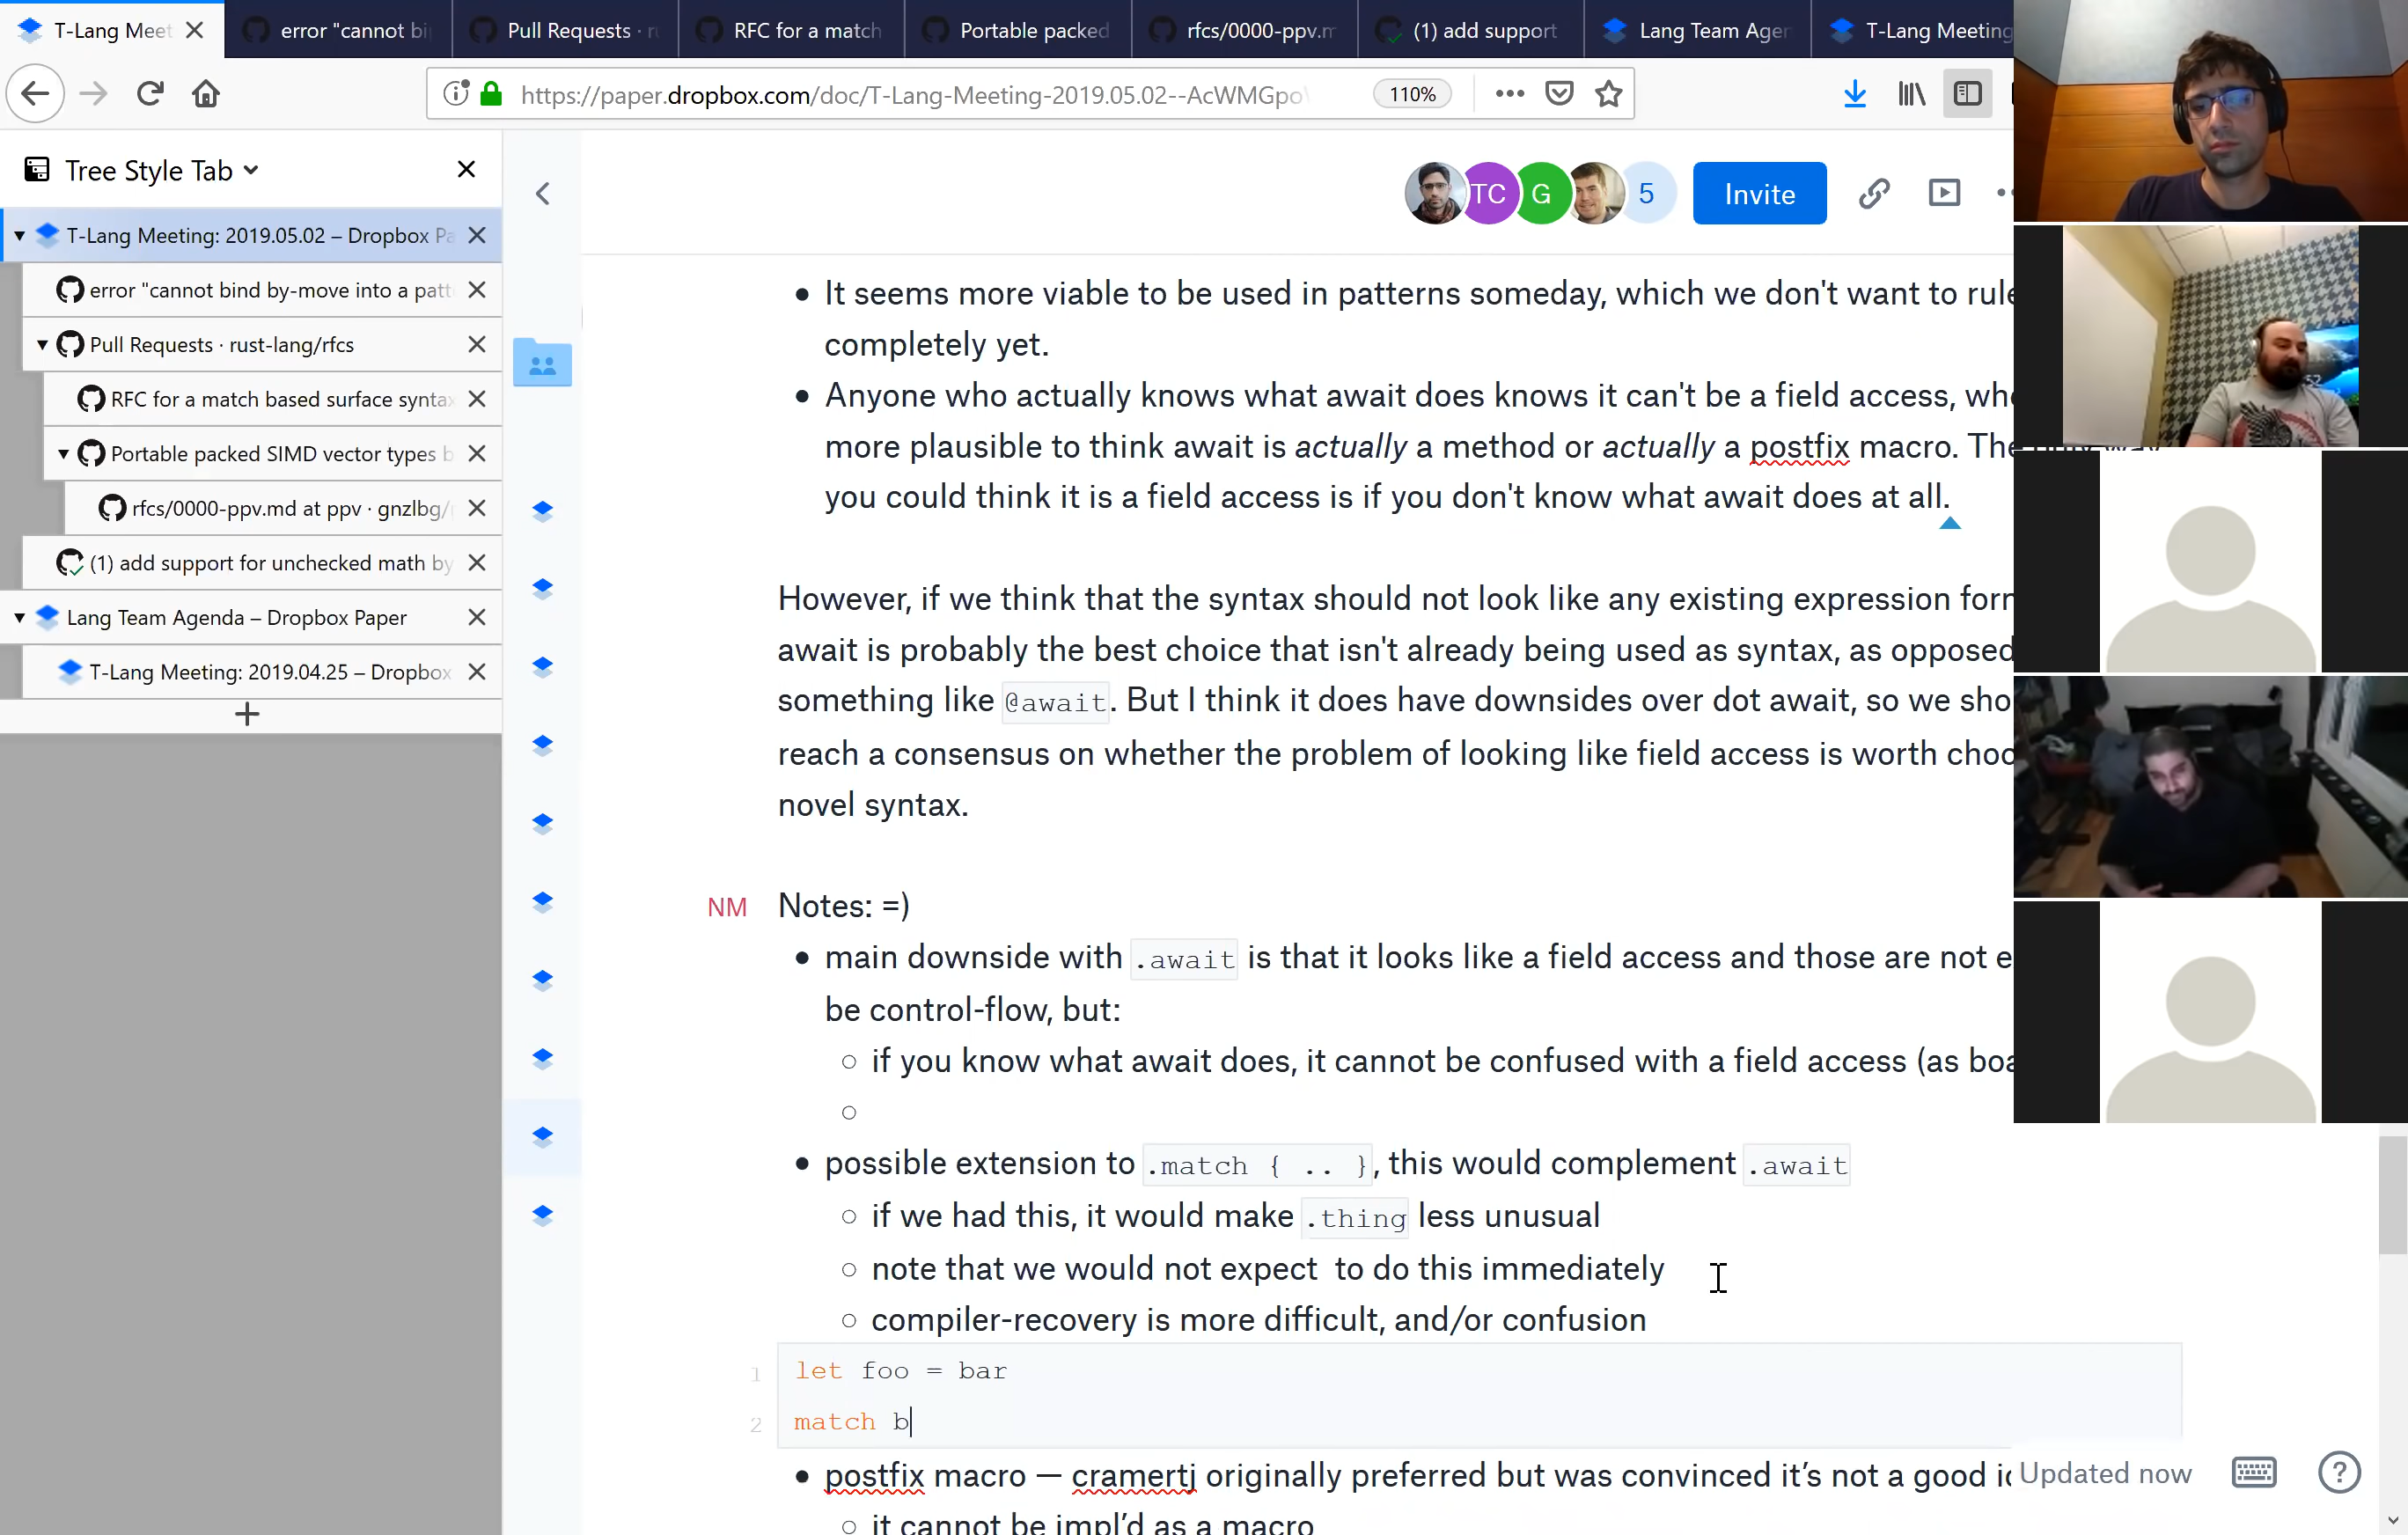 T-Lang Meet
error "cannot bi
Pull Requests · r
RFC for a match
Portable packed
rfcs/0000-ppv.m
(1) add support
Lang Team Agen
T-Lang Meeting
https://paper.dropbox.com/doc/T-Lang-Meeting-2019.05.02--AcWMGpo
110%
Tree Style Tab
T-Lang Meeting: 2019.05.02 – Dropbox Pa
error "cannot bind by-move into a patt
Pull Requests · rust-lang/rfcs
RFC for a match based surface syntax
Portable packed SIMD vector types b
rfcs/0000-ppv.md at ppv · gnzlbg/
(1) add support for unchecked math by
Lang Team Agenda – Dropbox Paper
T-Lang Meeting: 2019.04.25 – Dropbox
TC
G
5
Invite
It seems more viable to be used in patterns someday, which we don't want to rule
completely yet.
Anyone who actually knows what await does knows it can't be a field access, whe
more plausible to think await is actually a method or actually a postfix macro. The only way
you could think it is a field access is if you don't know what await does at all.
However, if we think that the syntax should not look like any existing expression form
await is probably the best choice that isn't already being used as syntax, as opposed
something like @await. But I think it does have downsides over dot await, so we sho
reach a consensus on whether the problem of looking like field access is worth choo
novel syntax.
NM
Notes: =)
main downside with .await is that it looks like a field access and those are not e
be control-flow, but:
if you know what await does, it cannot be confused with a field access (as boa
possible extension to .match { .. }, this would complement .await
if we had this, it would make .thing less unusual
note that we would not expect to do this immediately
compiler-recovery is more difficult, and/or confusion
1 let foo = bar
2 match b
postfix macro — cramertj originally preferred but was convinced it's not a good id
Updated now
it cannot be impl'd as a macro